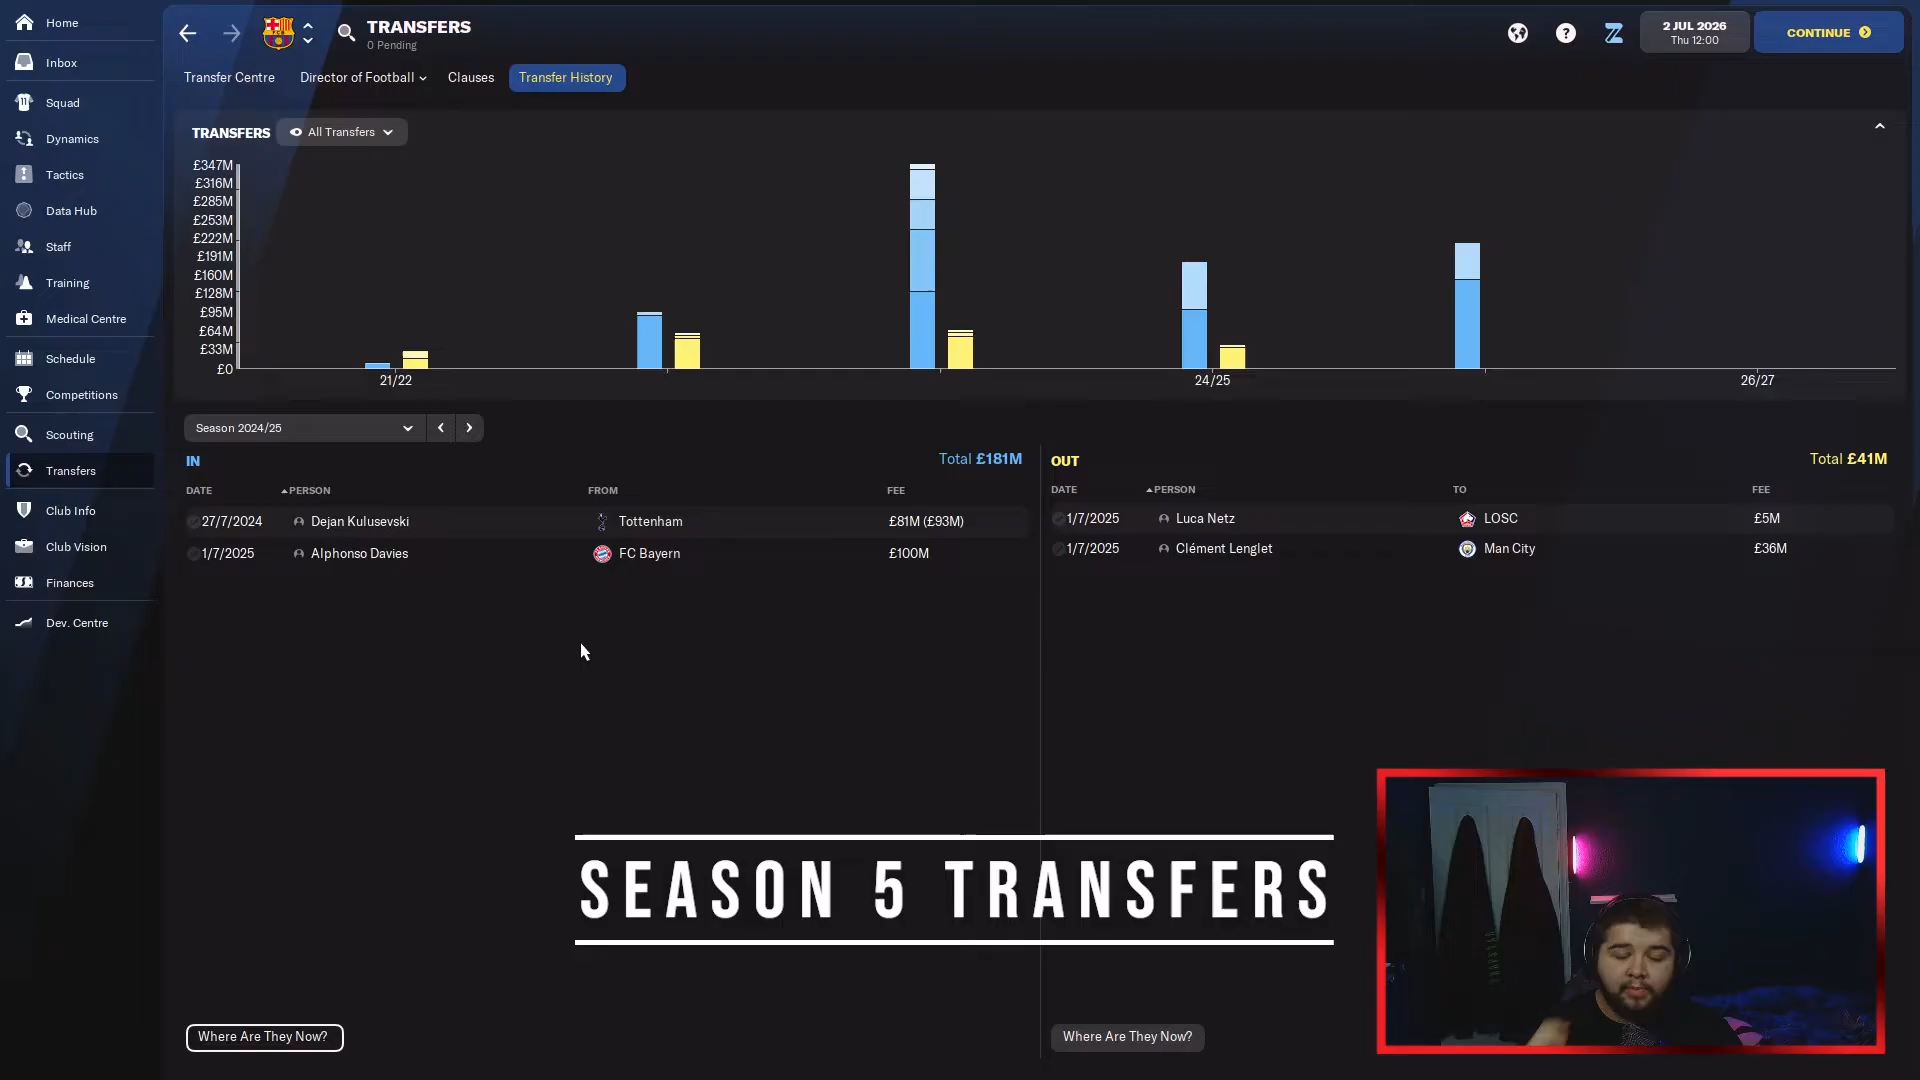 Home
Inbox
Squad
Dynamics
Tactics
Data Hub
Staff
Training
Medical Centre
Schedule
Competitions
Scouting
Transfers
Club Info
Club Vision
Finances
Dev. Centre
TRANSFERS
0 Pending
2 JUL 2026
Thu 12:00
CONTINUE
Transfer Centre
Director of Football
Clauses
Transfer History
TRANSFERS
All Transfers
£347M
£316M
£285M
£253M
£222M
£191M
£160M
£128M
£95M
£64M
£33M
£0
21/22
24/25
26/27
Season 2024/25
IN
Total £181M
DATE PERSON FROM FEE
27/7/2024 Dejan Kulusevski Tottenham £81M (£93M)
1/7/2025 Alphonso Davies FC Bayern £100M
OUT
Total £41M
DATE PERSON TO FEE
1/7/2025 Luca Netz LOSC £5M
1/7/2025 Clément Lenglet Man City £36M
SEASON 5 TRANSFERS
Where Are They Now?
Where Are They Now?